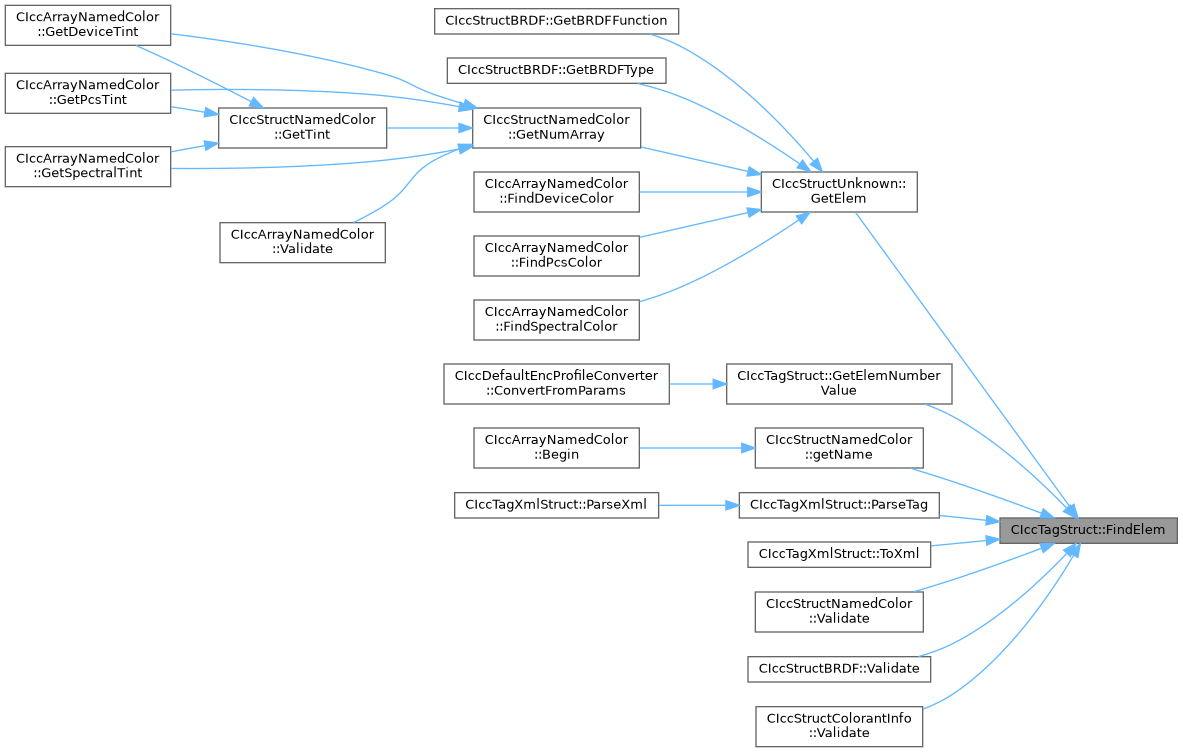 CIccArrayNamedColor
::GetDeviceTint
CIccArrayNamedColor
::GetPcsTint
CIccArrayNamedColor
::GetSpectralTint
CIccStructNamedColor
::GetTint
CIccArrayNamedColor
::Validate
CIccStructBRDF::GetBRDFFunction
CIccStructBRDF::GetBRDFType
CIccStructNamedColor
::GetNumArray
CIccArrayNamedColor
::FindDeviceColor
CIccArrayNamedColor
::FindPcsColor
CIccArrayNamedColor
::FindSpectralColor
CIccDefaultEncProfileConverter
::ConvertFromParams
CIccArrayNamedColor
::Begin
CIccTagXmlStruct::ParseXml
CIccStructUnknown::
GetElem
CIccTagStruct::GetElemNumber
Value
CIccStructNamedColor
::getName
CIccTagXmlStruct::ParseTag
CIccTagXmlStruct::ToXml
CIccStructNamedColor
::Validate
CIccStructBRDF::Validate
CIccStructColorantInfo
::Validate
CIccTagStruct::FindElem